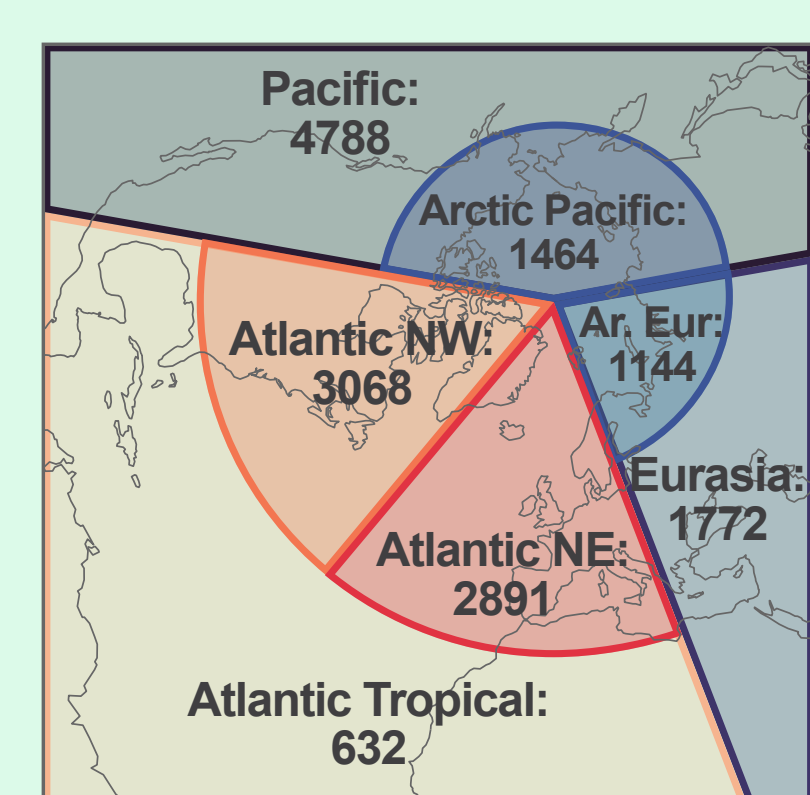 Pacific:
4788
Arctic Pacific:
1464
Ar. Eur:
1144
Atlantic NW:
3068
Eurasia:
1772
Atlantic NE:
2891
Atlantic Tropical:
632